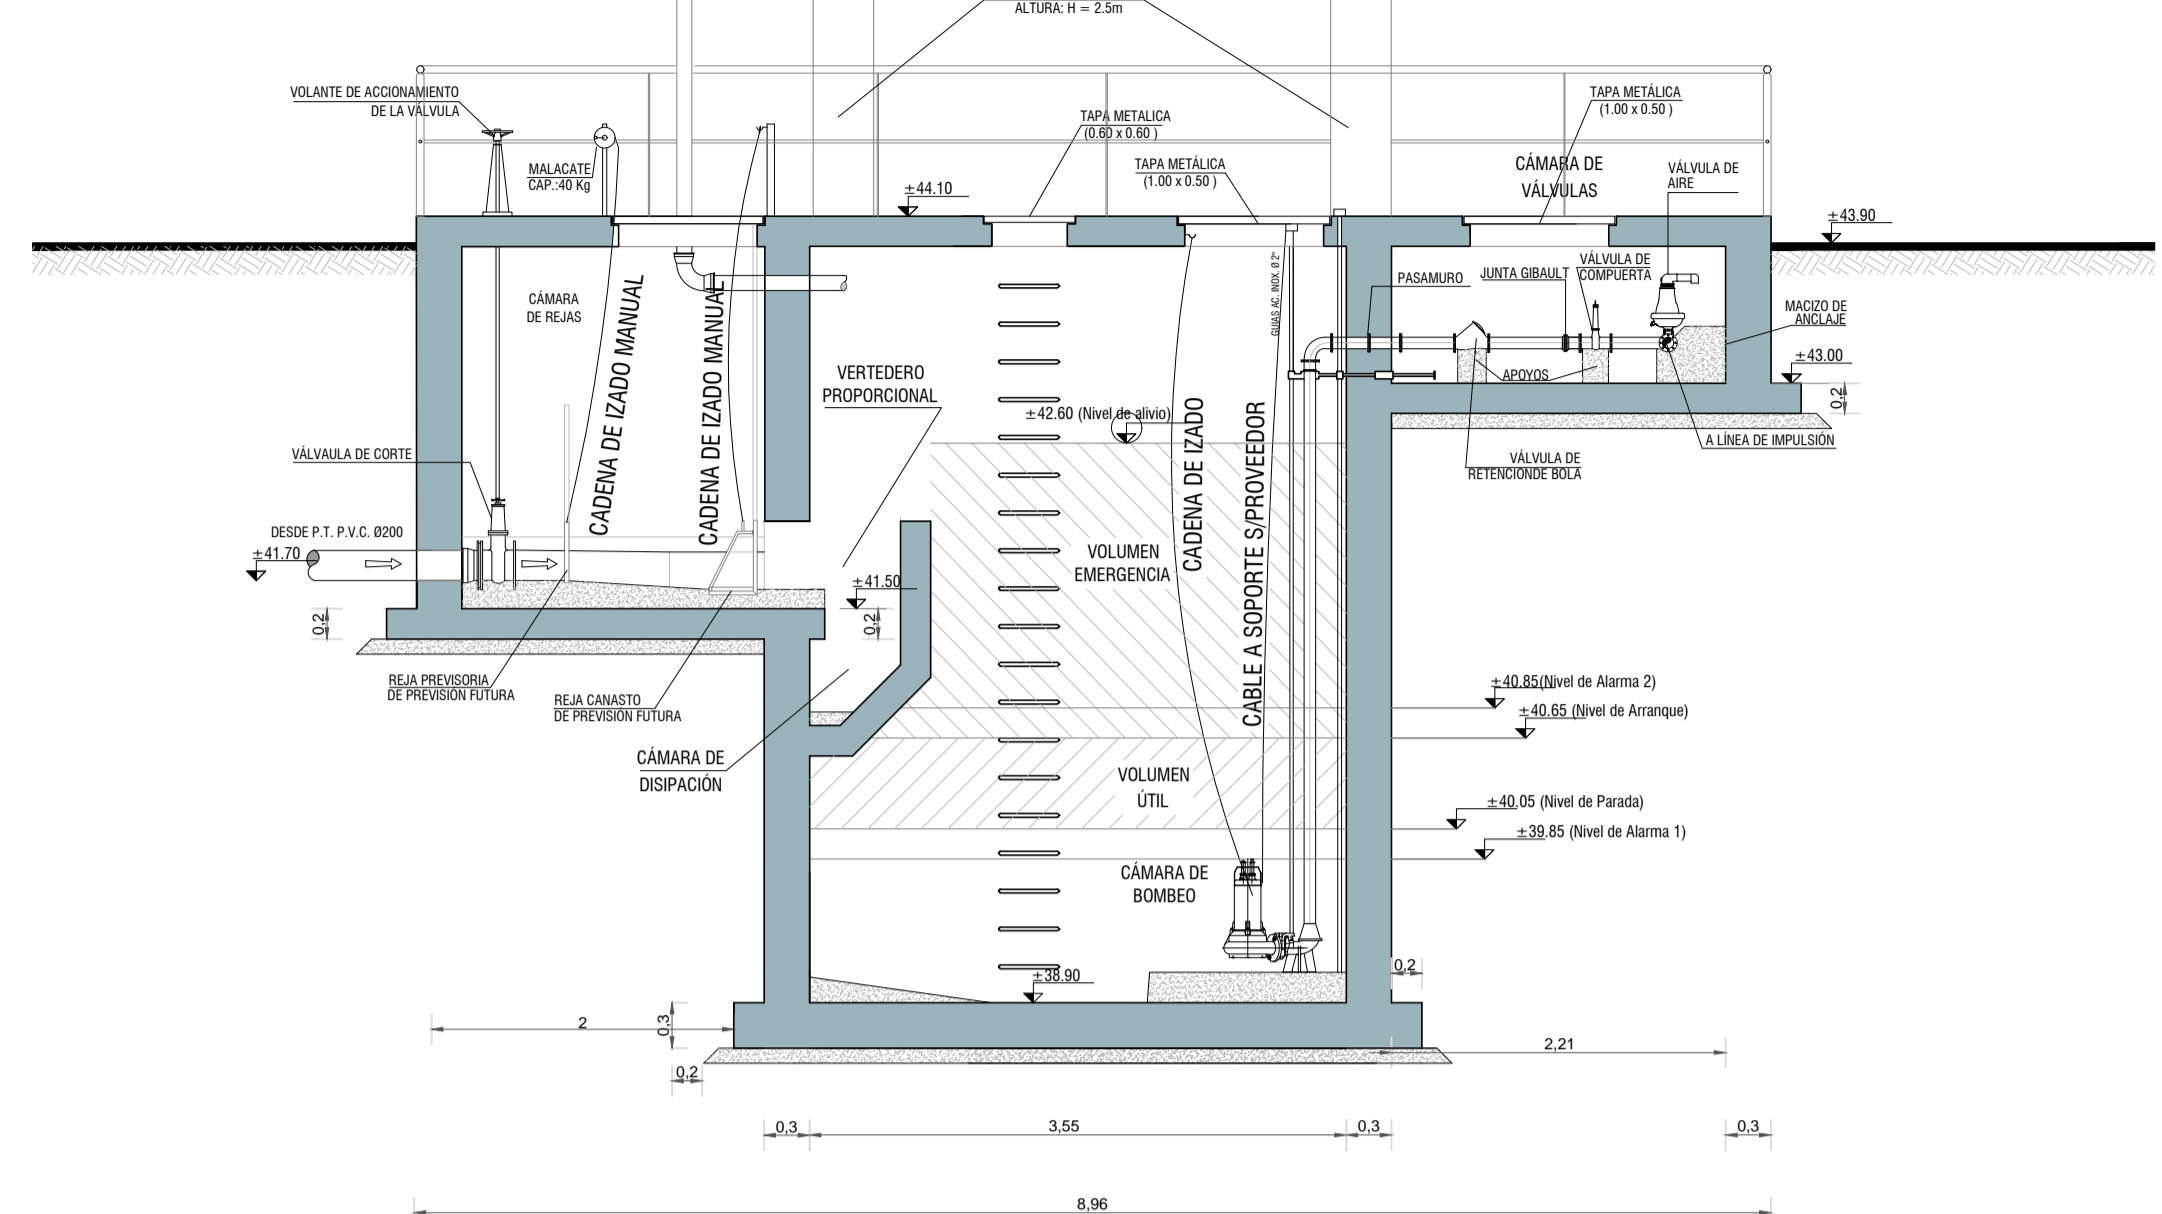 ALTURA: H = 2.5m
VOLANTE DE ACCIONAMIENTO
DE LA VÁLVULA
MALACATE
CAP.:40 Kg
±44.10
TAPA METALICA
(0.60 x 0.60 )
TAPA METÁLICA
(1.00 x 0.50 )
TAPA METÁLICA
(1.00 x 0.50 )
CÁMARA DE
VÁLVULAS
VÁLVULA DE
AIRE
±43.90
CÁMARA
DE REJAS
CADENA DE IZADO MANUAL
CADENA DE IZADO MANUAL
VERTEDERO
PROPORCIONAL
GUIAS AC. INOX. Ø 2"
PASAMURO
JUNTA GIBAULT
VÁLVULA DE
COMPUERTA
MACIZO DE
ANCLAJE
±43.00
0,2
APOYOS
A LÍNEA DE IMPULSIÓN
VÁLVULA DE
RETENCIONDE BOLA
±42.60 (Nivel de alivio)
CADENA DE IZADO
CABLE A SOPORTE S/PROVEEDOR
VÁLVAULA DE CORTE
DESDE P.T. P.V.C. Ø200
±41.70
±41.50
0,2
0,2
VOLUMEN
EMERGENCIA
REJA PREVISORIA
DE PREVISIÓN FUTURA
REJA CANASTO
DE PREVISIÓN FUTURA
CÁMARA DE
DISIPACIÓN
±40.85(Nivel de Alarma 2)
±40.65 (Nivel de Arranque)
VOLUMEN
ÚTIL
±40.05 (Nivel de Parada)
±39.85 (Nivel de Alarma 1)
CÁMARA DE
BOMBEO
±38.90
0,2
2
0,3
2,21
0,2
0,3
3,55
0,3
0,3
8,96